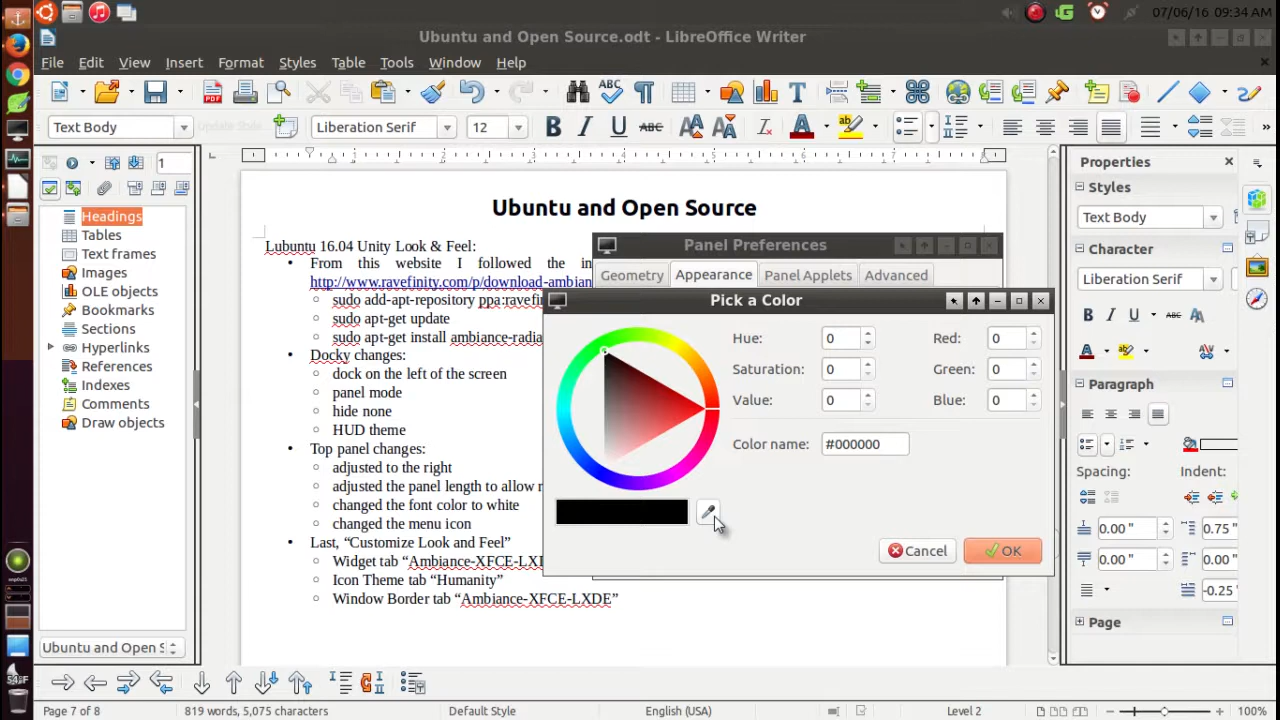 07/06/16 09:34 AM
Ubuntu and Open Source.odt - LibreOffice Writer
File Edit View Insert Format Styles Table Tools Window Help
Text Body Update Style Liberation Serif 12
1
Headings
Tables
Text frames
Images
OLE objects
Bookmarks
Sections
Hyperlinks
References
Indexes
Comments
Draw objects
Ubuntu and Open S
Ubuntu and Open Source
Lubuntu 16.04 Unity Look & Feel:
• From this website I followed the in
http://www.ravefinity.com/p/download-ambian
◦ sudo add-apt-repository ppa:ravefi
◦ sudo apt-get update
◦ sudo apt-get install ambiance-radia
• Docky changes:
◦ dock on the left of the screen
◦ panel mode
◦ hide none
◦ HUD theme
• Top panel changes:
◦ adjusted to the right
◦ adjusted the panel length to allow
◦ changed the font color to white
◦ changed the menu icon
• Last, “Customize Look and Feel”
◦ Widget tab “Ambiance-XFCE-LXD
◦ Icon Theme tab “Humanity”
◦ Window Border tab “Ambiance-XFCE-LXDE”
Panel Preferences
Geometry Appearance Panel Applets Advanced
Pick a Color
Hue: 0 Red: 0
Saturation: 0 Green: 0
Value: 0 Blue: 0
Color name: #000000
Cancel OK
Properties
Styles
Text Body
Character
Liberation Serif
B I U ABC
Paragraph
Spacing: Indent:
0.00 " 0.75 "
0.00 " 0.00 "
-0.25 "
Page
54°F
Page 7 of 8 819 words, 5,075 characters Default Style English (USA) Level 2 100%